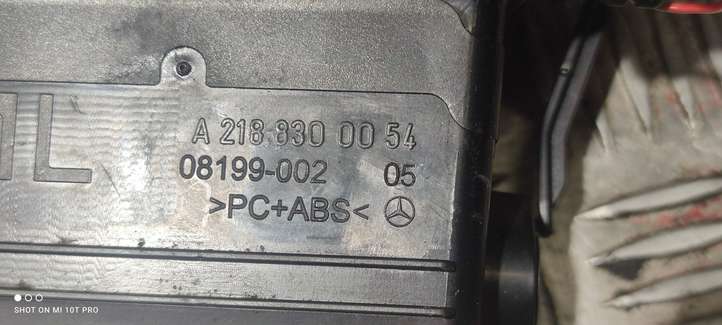 A 218 830 00 54
08199-002 05
>PC+ABS<
SHOT ON MI 10T PRO